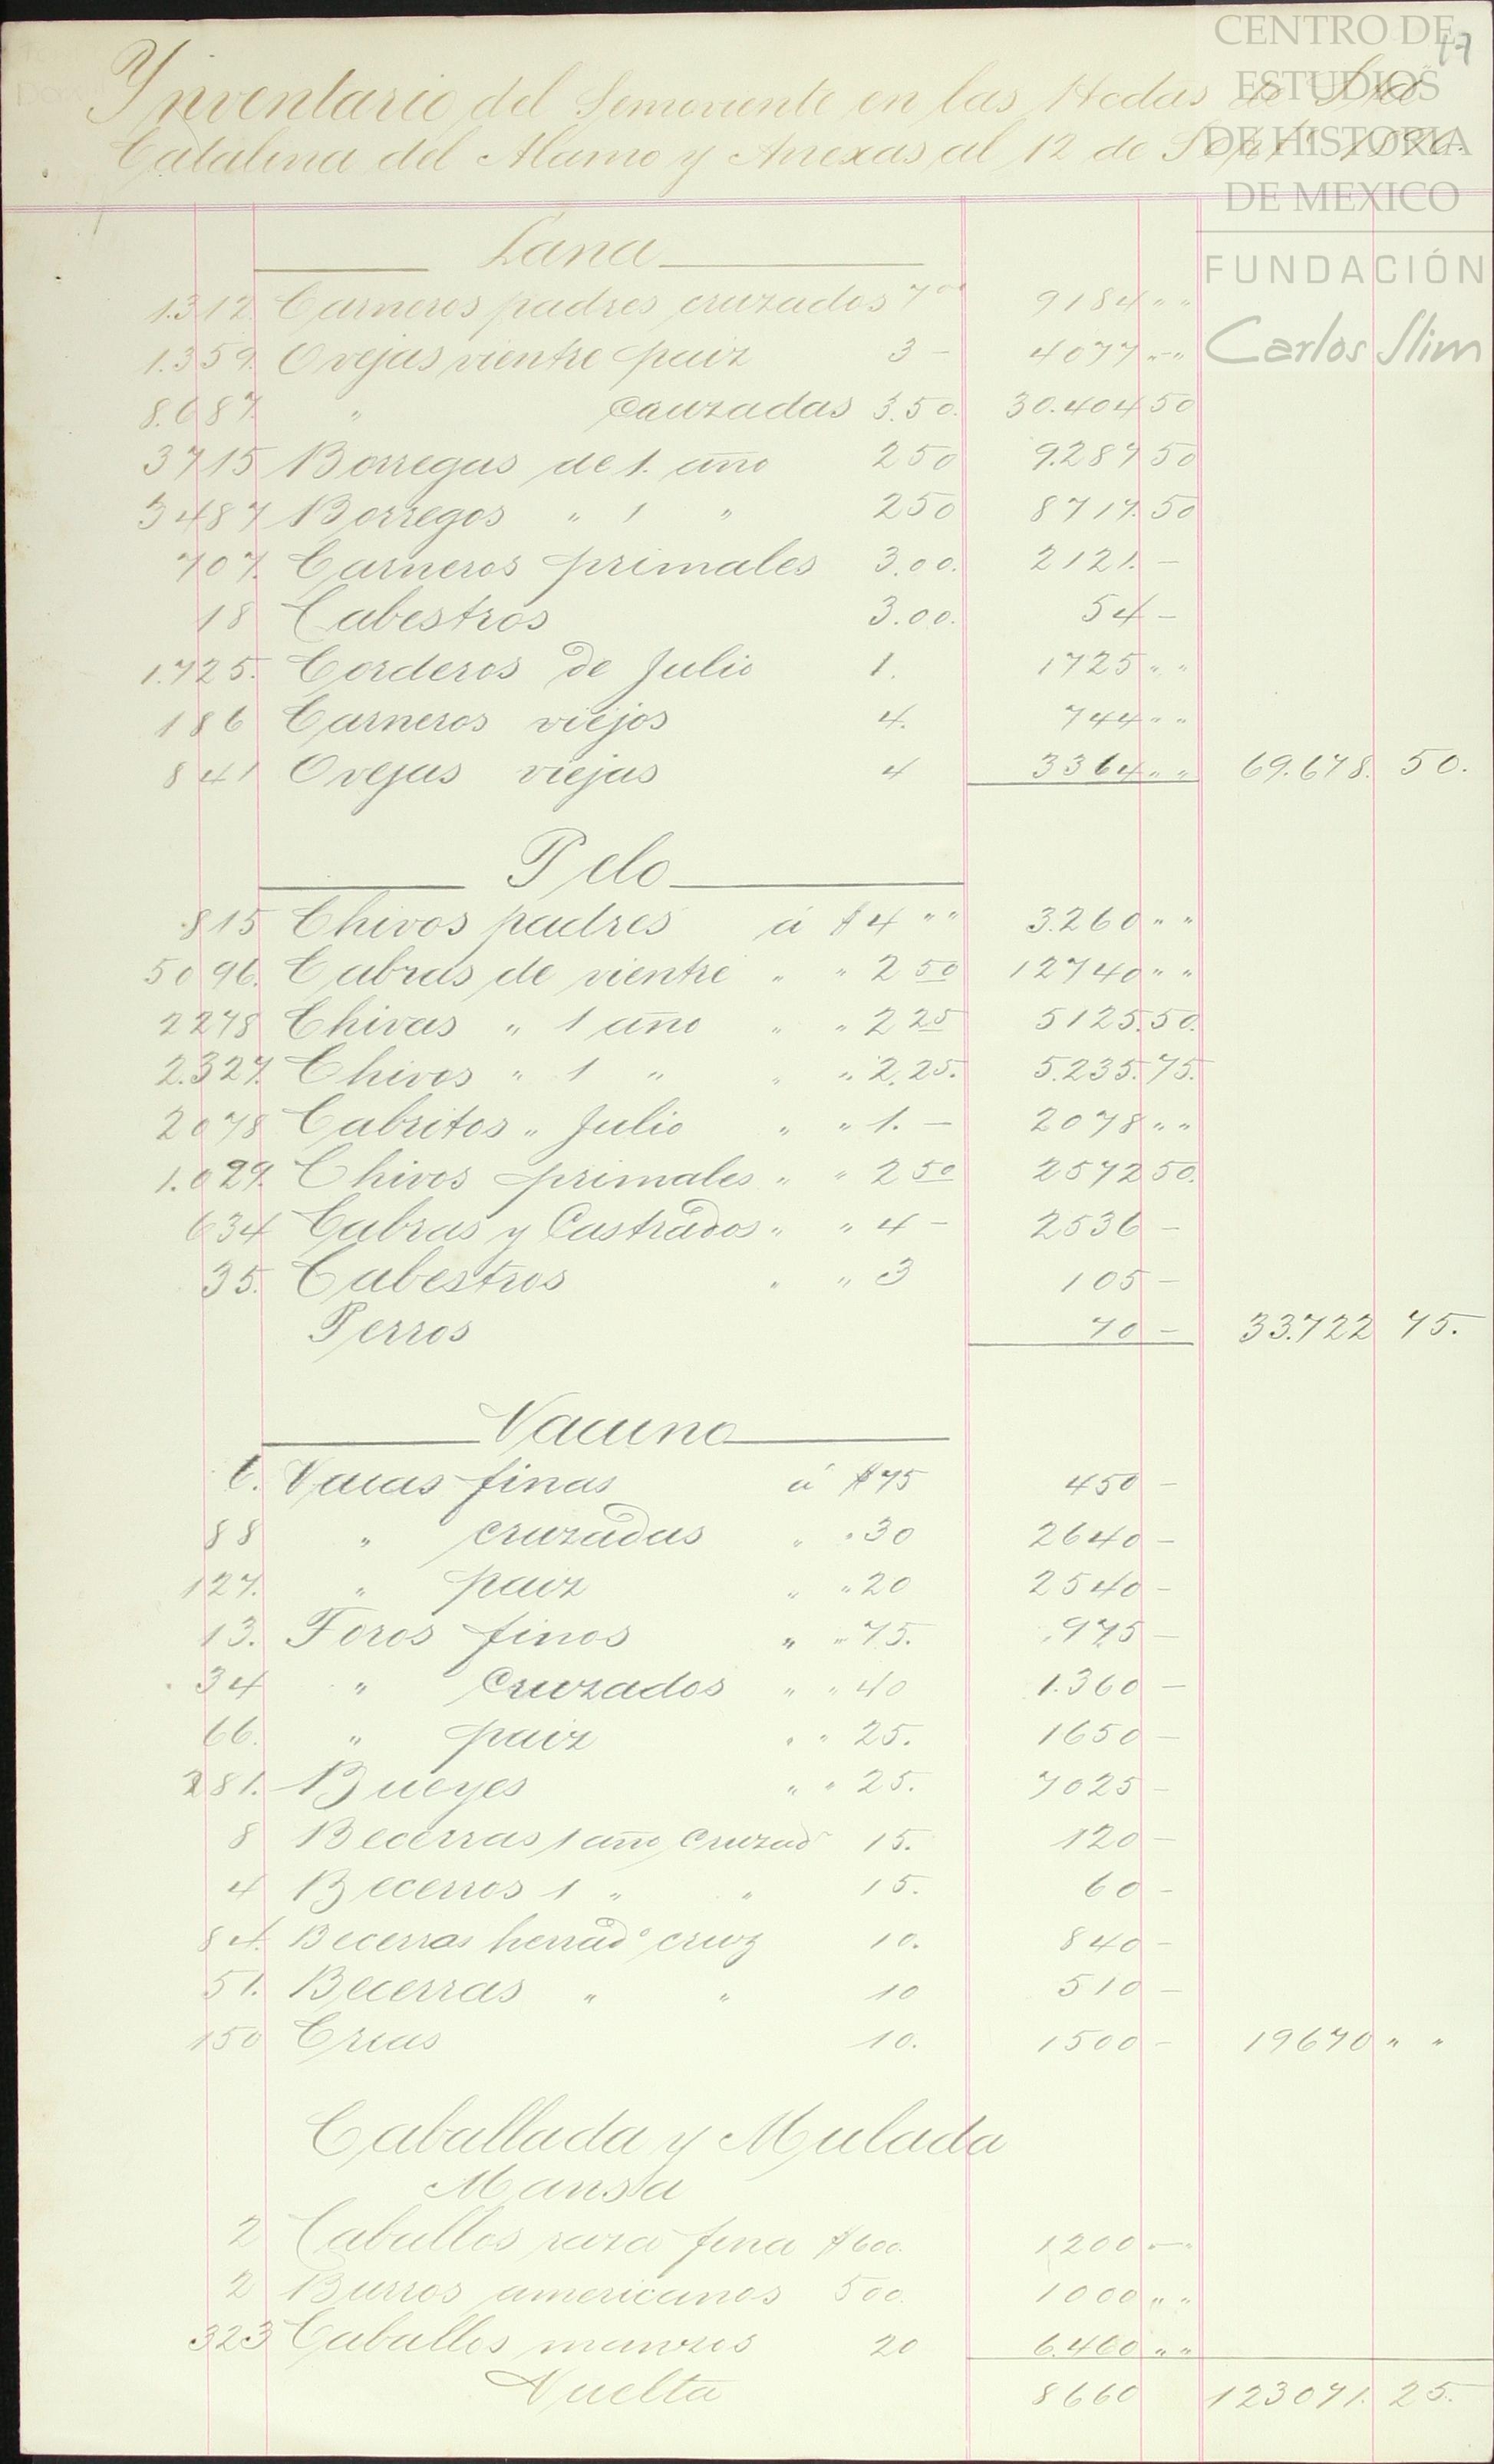 CENTRO DE
ESTUDIOS
DE HISTORIA
DE MEXICO
FUNDACIÓN
Carlos Slim
Ynventario del Semoviente en las Hcdas de Sta
Catalina del Alamo y Anexas al 12 de Sept.
Lana
1.312. Carneros padres cruzados 7°° 9184 " "
1.359. Ovejas vientre paiz 3 - 4077 " "
8.687. " Cruzadas 3.50. 30.404 50
3715 Borregas de 1. año 250 9.287 50
3487 Borregos " 1 " 250 8717.50
707. Carneros primales 3.00. 2121. -
18 Cabestros 3.00. 54 -
1.725. Corderos de Julio 1. 1725 " "
186 Carneros viejos 4. 744 " "
841 Ovejas viejas 4 3364 " " 69.678. 50.
Pelo
815 Chivos padres á $4 " " 3.260 " "
5096. Cabras de vientre " " 2 50 12740 " "
2278 Chivas " 1 año " " 2 25 5125.50.
2.327. Chivos " 1 " " " 2.25. 5.235.75.
2078 Cabritos " Julio " " 1. - 2078 " "
1.029. Chivos primales " " 2 50 2572 50.
634 Cabras y Castrados " " 4 - 2536 -
35. Cabestros " " 3 105 -
Perros 70 - 33.722 75.
Vacuno
6. Vacas finas á $75 450 -
88 " cruzadas " " 30 2640 -
127. " paiz " " 20 2540 -
13. Toros finos " " 75. 975 -
34 " Cruzados " " 40 1.360 -
66. " paiz " " 25. 1650 -
281. Bueyes " " 25. 7025 -
8 Becerras 1 año Cruzad 15. 120 -
4 Becerros 1 " " 15. 60 -
84. Becerras herrad° cruz 10. 840 -
51. Becerras " " 10 510 -
150 Crias 10. 1500 - 19670 " "
Caballada y Mulada
Mansa
2 Caballos raza fina $600. 1200 -
2 Burros americanos 500. 1000 " "
323 Caballos manzos 20 6.460 " "
Vuelta 8660 123071. 25.